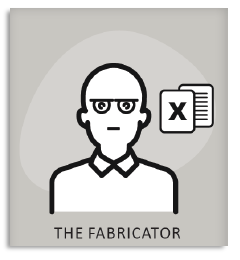 X
THE FABRICATOR